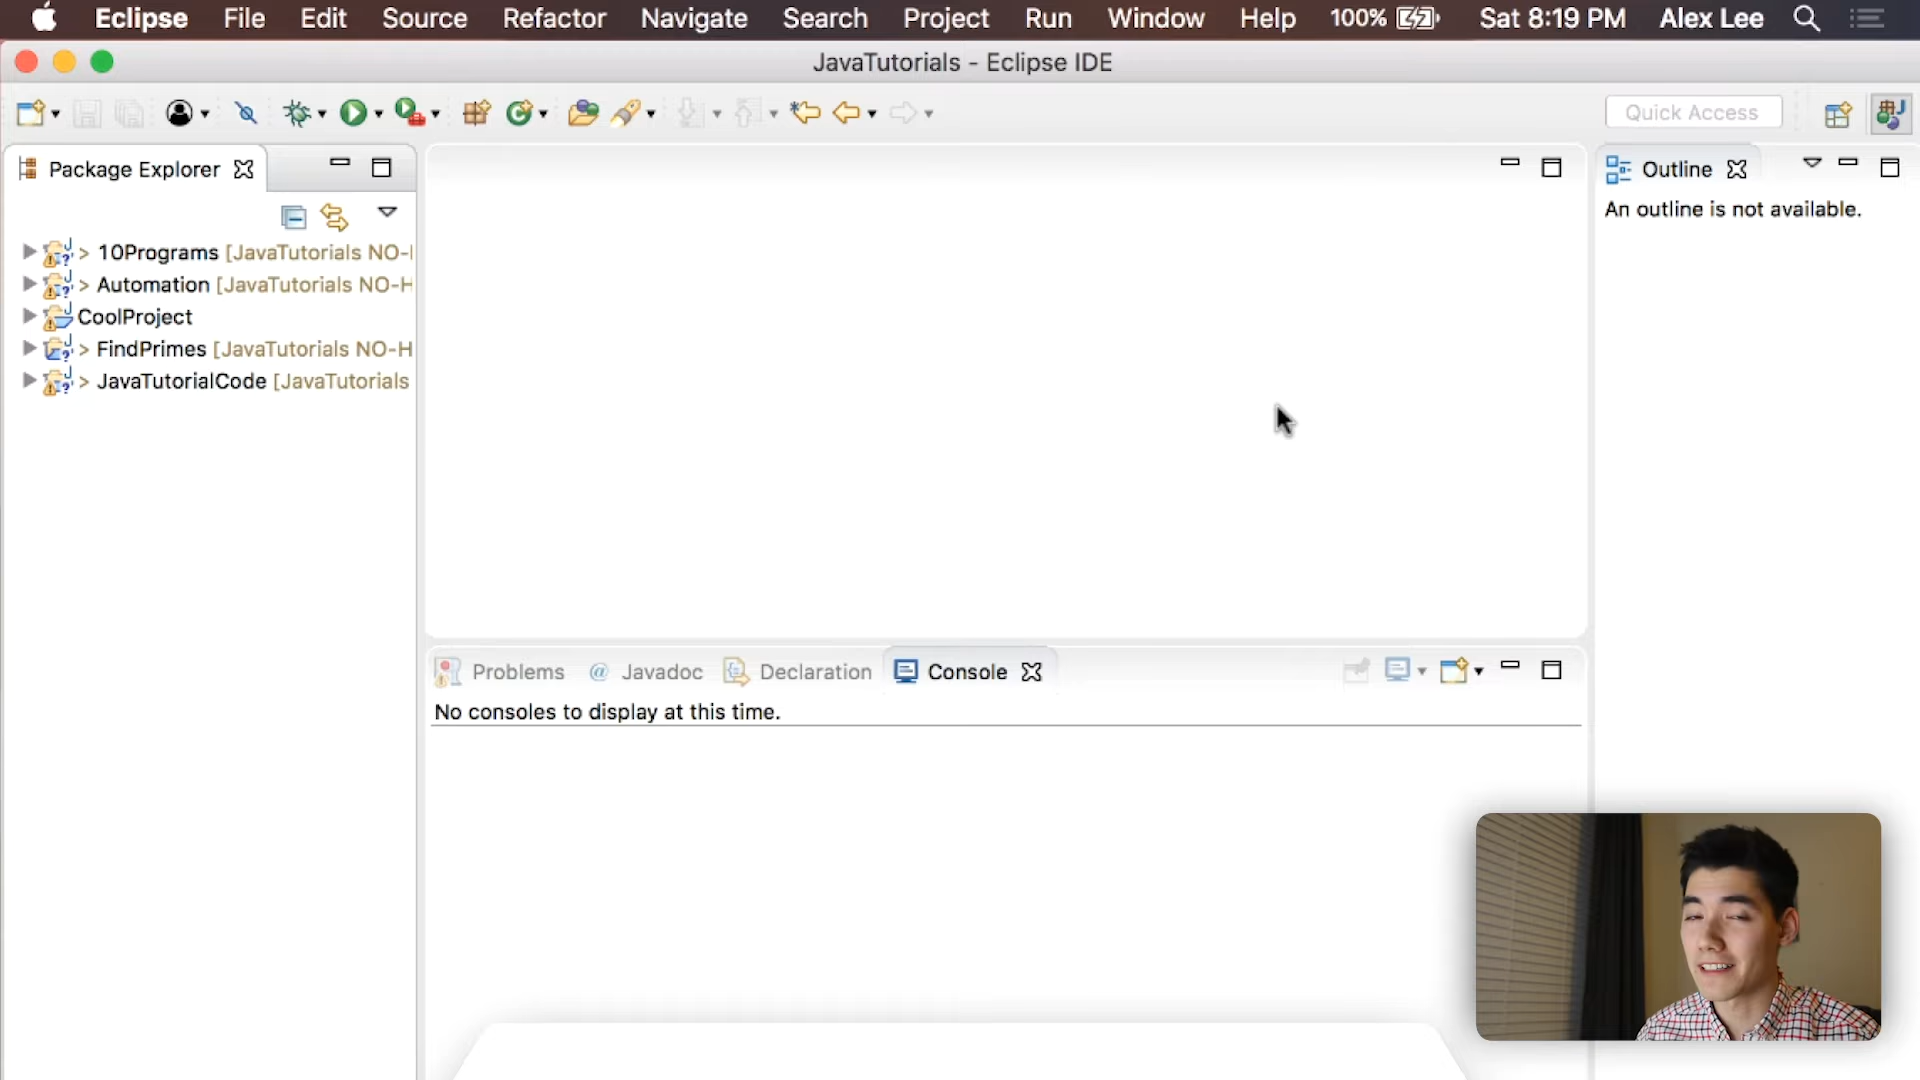 Eclipse File Edit Source Refactor Navigate Search Project Run Window Help 100% Sat 8:19 PM Alex Lee
JavaTutorials - Eclipse IDE
Quick Access
Package Explorer
Outline
An outline is not available.
> 10Programs [JavaTutorials NO-
> Automation [JavaTutorials NO-H
CoolProject
> FindPrimes [JavaTutorials NO-H
> JavaTutorialCode [JavaTutorials
Problems @ Javadoc Declaration Console
No consoles to display at this time.